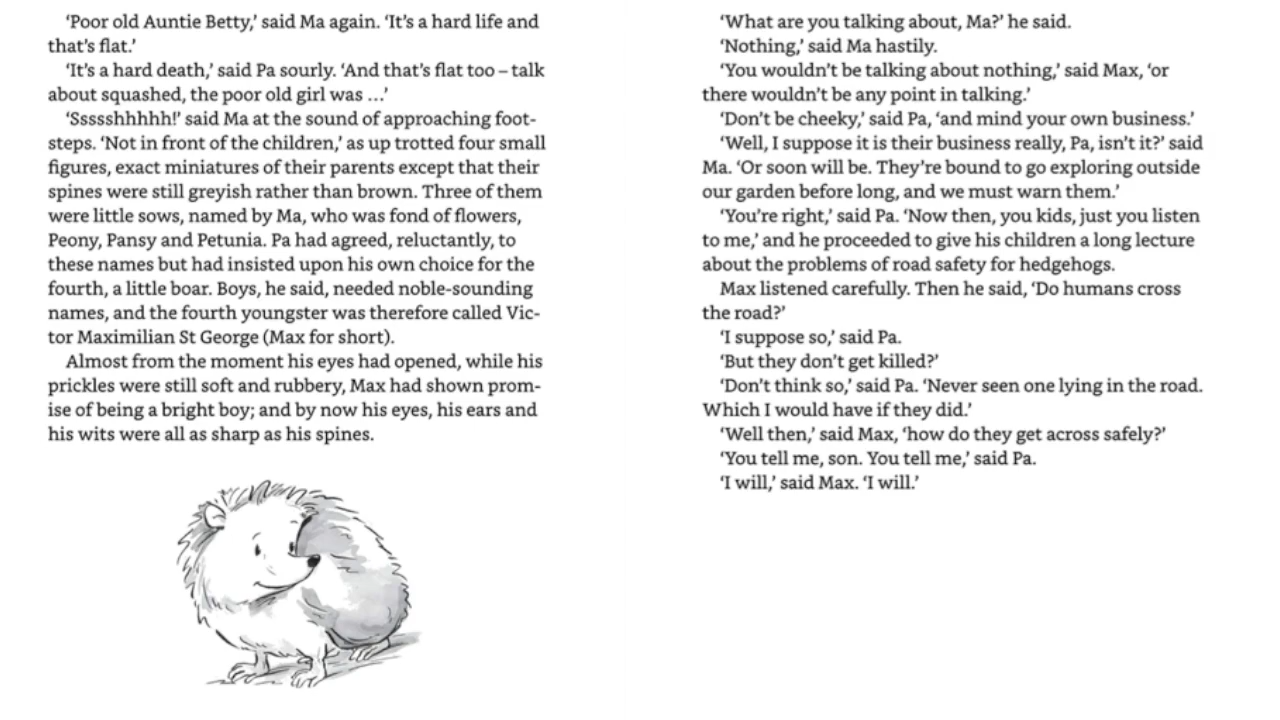 ‘Poor old Auntie Betty,’ said Ma again. ‘It’s a hard life and
that’s flat.’
‘It’s a hard death,’ said Pa sourly. ‘And that’s flat too – talk
about squashed, the poor old girl was …’
‘Ssssshhhhh!’ said Ma at the sound of approaching foot-
steps. ‘Not in front of the children,’ as up trotted four small
figures, exact miniatures of their parents except that their
spines were still greyish rather than brown. Three of them
were little sows, named by Ma, who was fond of flowers,
Peony, Pansy and Petunia. Pa had agreed, reluctantly, to
these names but had insisted upon his own choice for the
fourth, a little boar. Boys, he said, needed noble-sounding
names, and the fourth youngster was therefore called Vic-
tor Maximilian St George (Max for short).
Almost from the moment his eyes had opened, while his
prickles were still soft and rubbery, Max had shown prom-
ise of being a bright boy; and by now his eyes, his ears and
his wits were all as sharp as his spines.
‘What are you talking about, Ma?’ he said.
‘Nothing,’ said Ma hastily.
‘You wouldn’t be talking about nothing,’ said Max, ‘or
there wouldn’t be any point in talking.’
‘Don’t be cheeky,’ said Pa, ‘and mind your own business.’
‘Well, I suppose it is their business really, Pa, isn’t it?’ said
Ma. ‘Or soon will be. They’re bound to go exploring outside
our garden before long, and we must warn them.’
‘You’re right,’ said Pa. ‘Now then, you kids, just you listen
to me,’ and he proceeded to give his children a long lecture
about the problems of road safety for hedgehogs.
Max listened carefully. Then he said, ‘Do humans cross
the road?’
‘I suppose so,’ said Pa.
‘But they don’t get killed?’
‘Don’t think so,’ said Pa. ‘Never seen one lying in the road.
Which I would have if they did.’
‘Well then,’ said Max, ‘how do they get across safely?’
‘You tell me, son. You tell me,’ said Pa.
‘I will,’ said Max. ‘I will.’